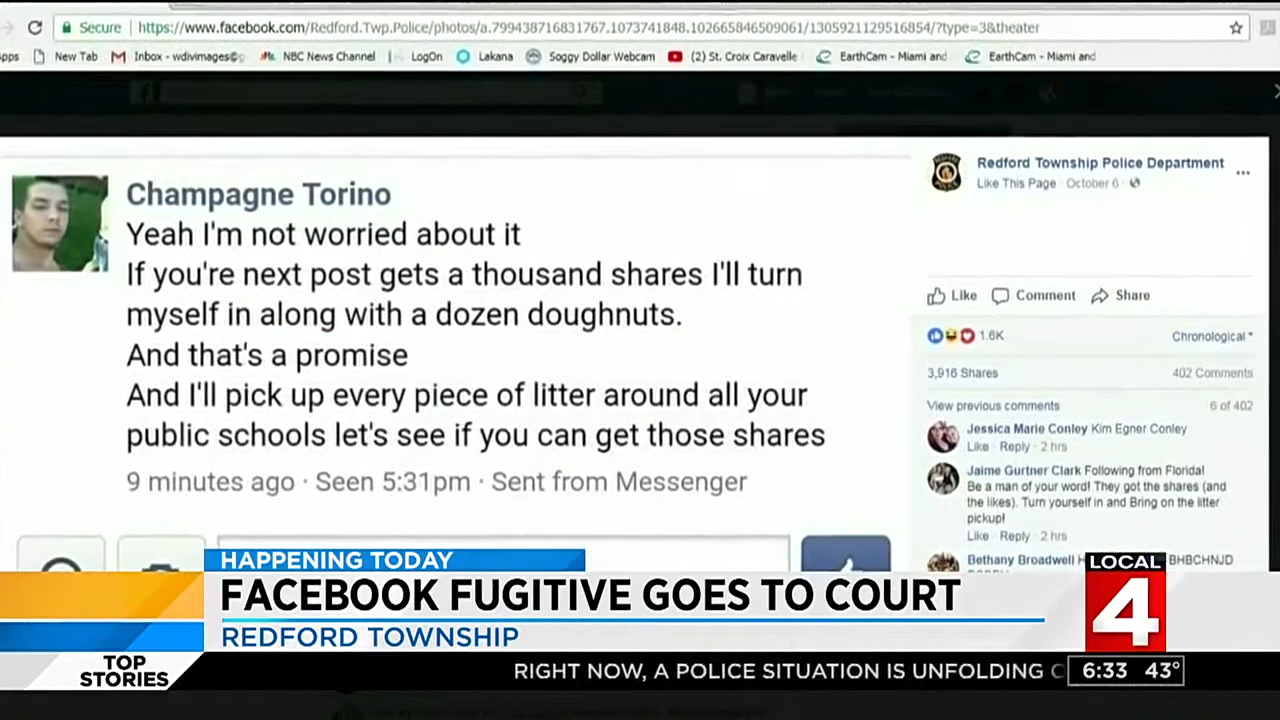 Secure https://www.facebook.com/Redford.Twp.Police/photos/a.799438716831767.1073741848.102665846509061/1305921129516854/?type=3&theater
pps New Tab Inbox - wdivimages@g NBC News Channel LogOn Lakana Soggy Dollar Webcam (2) St. Croix Caravelle EarthCam - Miami and EarthCam - Miami and
Champagne Torino
Yeah I'm not worried about it
If you're next post gets a thousand shares I'll turn
myself in along with a dozen doughnuts.
And that's a promise
And I'll pick up every piece of litter around all your
public schools let's see if you can get those shares
9 minutes ago · Seen 5:31pm · Sent from Messenger
Redford Township Police Department
Like This Page · October 6 ·
Like Comment Share
1.6K Chronological
3,916 Shares 402 Comments
View previous comments 6 of 402
Jessica Marie Conley Kim Egner Conley
Like · Reply · 2 hrs
Jaime Gurtner Clark Following from Florida!
Be a man of your word! They got the shares (and
the likes). Turn yourself in and Bring on the litter
pickup!
Like · Reply · 2 hrs
Bethany Broadwell BHBCHNJD
HAPPENING TODAY
FACEBOOK FUGITIVE GOES TO COURT
REDFORD TOWNSHIP
LOCAL
4
TOP
STORIES
RIGHT NOW, A POLICE SITUATION IS UNFOLDING
6:33 43°